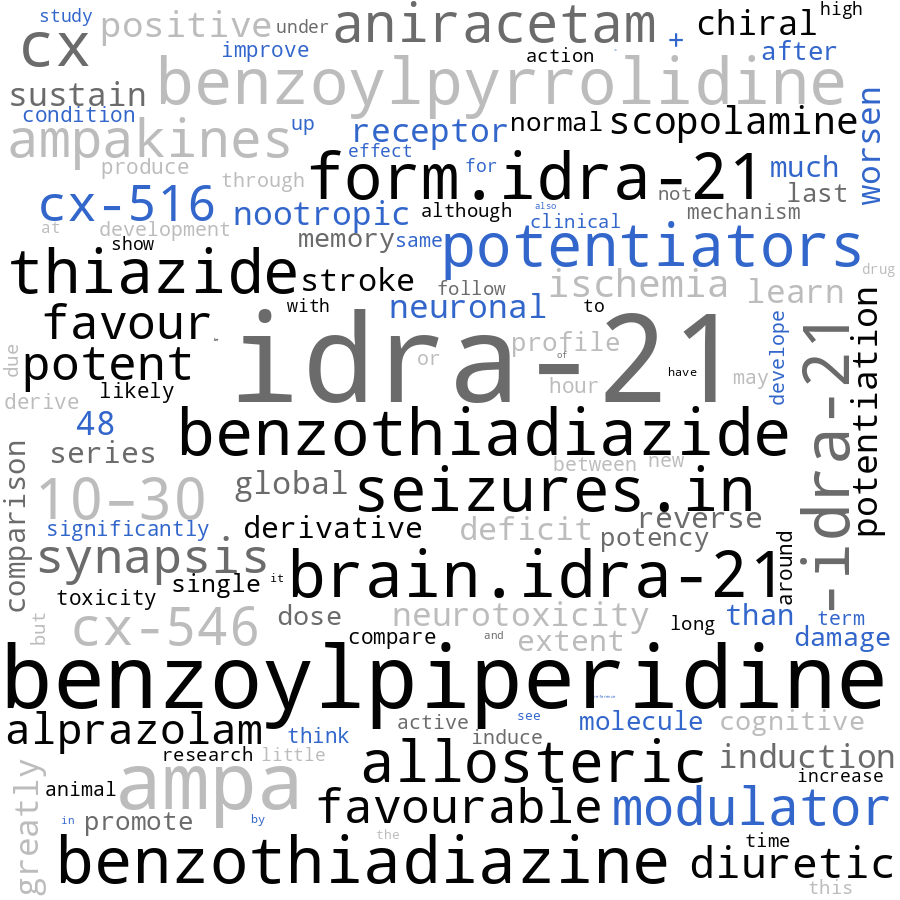 study
cx
positive
under
aniracetam
+
chiral
high
improve
action
after
sustain
benzoylpyrrolidine
condition
ampakines
up
receptor
normal
scopolamine
worsen
effect
produce
through
form.idra-21
for
much
not
last
cx-516
nootropic
although
also
clinical
mechanism
at
development
show
memory
same
potentiators
thiazide
stroke
follow
ischemia
learn
drug
favour
with
neuronal
to
potent
idra-21
or
profile
of
hour
have
may
develope
-idra-21
potentiation
due
likely
derive
48
benzothiadiazide
series
comparison
between
new
10–30
global
seizures.in
significantly
derivative
deficit
reverse
potency
synapsis
single
it
brain.idra-21
around
toxicity
but
cx-546
dose
neurotoxicity
long
than
term
compare
and
extent
damage
benzoylpiperidine
alprazolam
think
active
see
induce
molecule
cognitive
research
little
allosteric
induction
increase
greatly
animal
ampa
favourable
modulator
in
promote
by
the
benzothiadiazine
time
diuretic
this